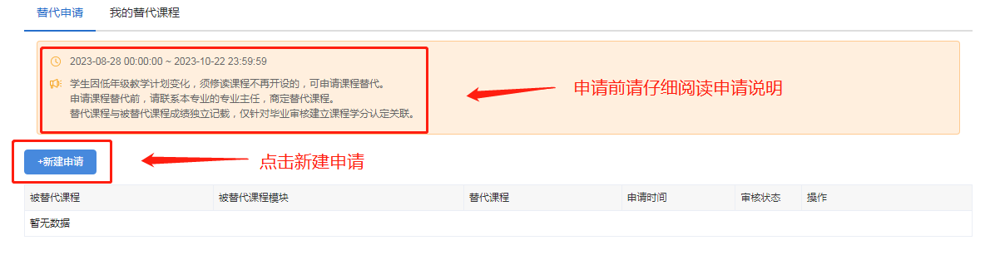 替代申请 我的替代课程
2023-08-28 00:00:00 ~ 2023-10-22 23:59:59
学生因低年级教学计划变化，须修读课程不再开设的，可申请课程替代。
申请课程替代前，请联系本专业的专业主任，商定替代课程。
替代课程与被替代课程成绩独立记载，仅针对毕业审核建立课程学分认定关联。
申请前请仔细阅读申请说明
+新建申请
点击新建申请
被替代课程 被替代课程模块 替代课程 申请时间 审核状态 操作
暂无数据